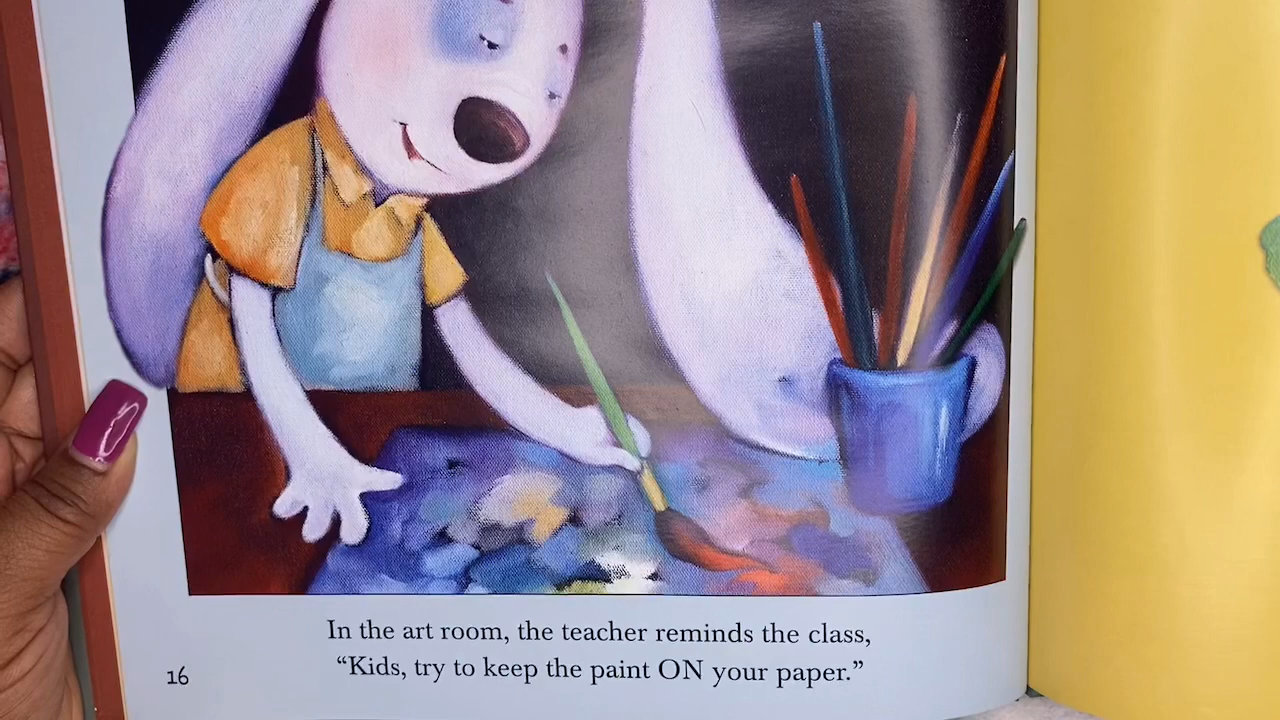 In the art room, the teacher reminds the class,
“Kids, try to keep the paint ON your paper.”
16